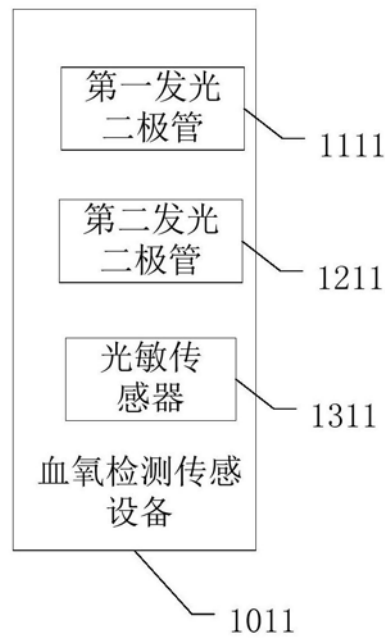 第一发光
二极管
1111
第二发光
二极管
1211
光敏传
感器
1311
血氧检测传感
设备
1011